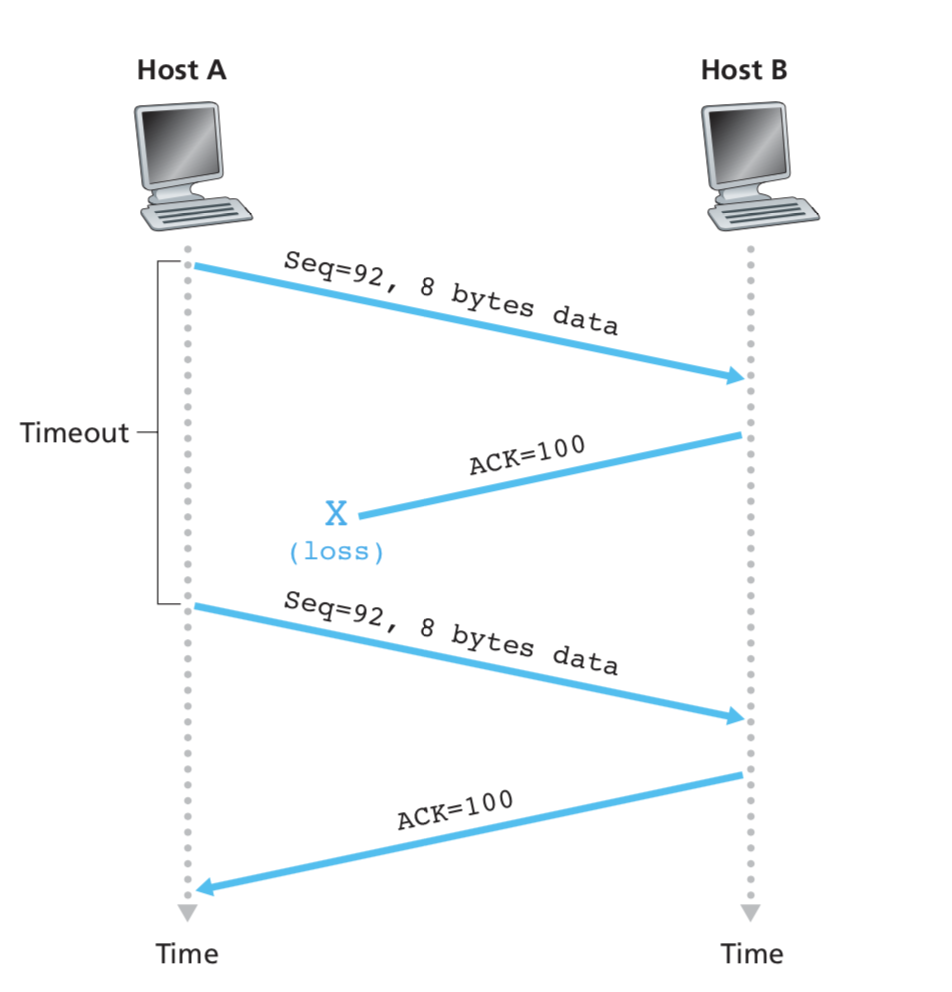 Host A
Host B
Seq=92, 8 bytes data
Timeout
ACK=100
X
(loss)
Seq=92, 8 bytes data
ACK=100
Time
Time